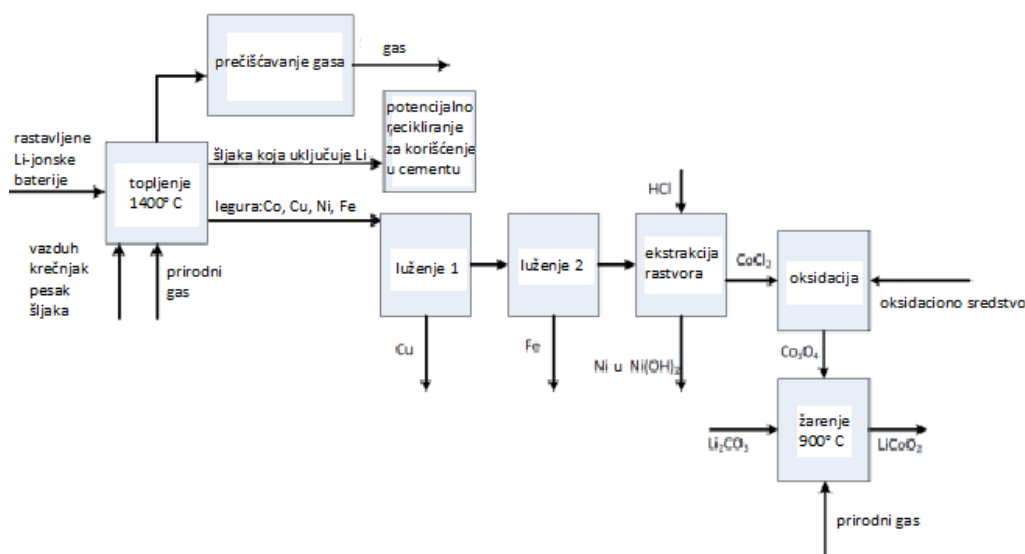 prečišćavanje gasa
gas
potencijalno
recikliranje
za korišćenje
u cementu
rastavljene
Li-jonske
baterije
topljenje
1400° C
šljaka koja uključuje Li
legura:Co, Cu, Ni, Fe
vazduh
krečnjak
pesak
šljaka
prirodni
gas
luženje 1
luženje 2
HCl
ekstrakcija
rastvora
CoCl₂
oksidacija
oksidaciono sredstvo
Cu
Fe
Ni u Ni(OH)₂
Co₃O₄
Li₂CO₃
žarenje
900° C
LiCoO₂
prirodni gas